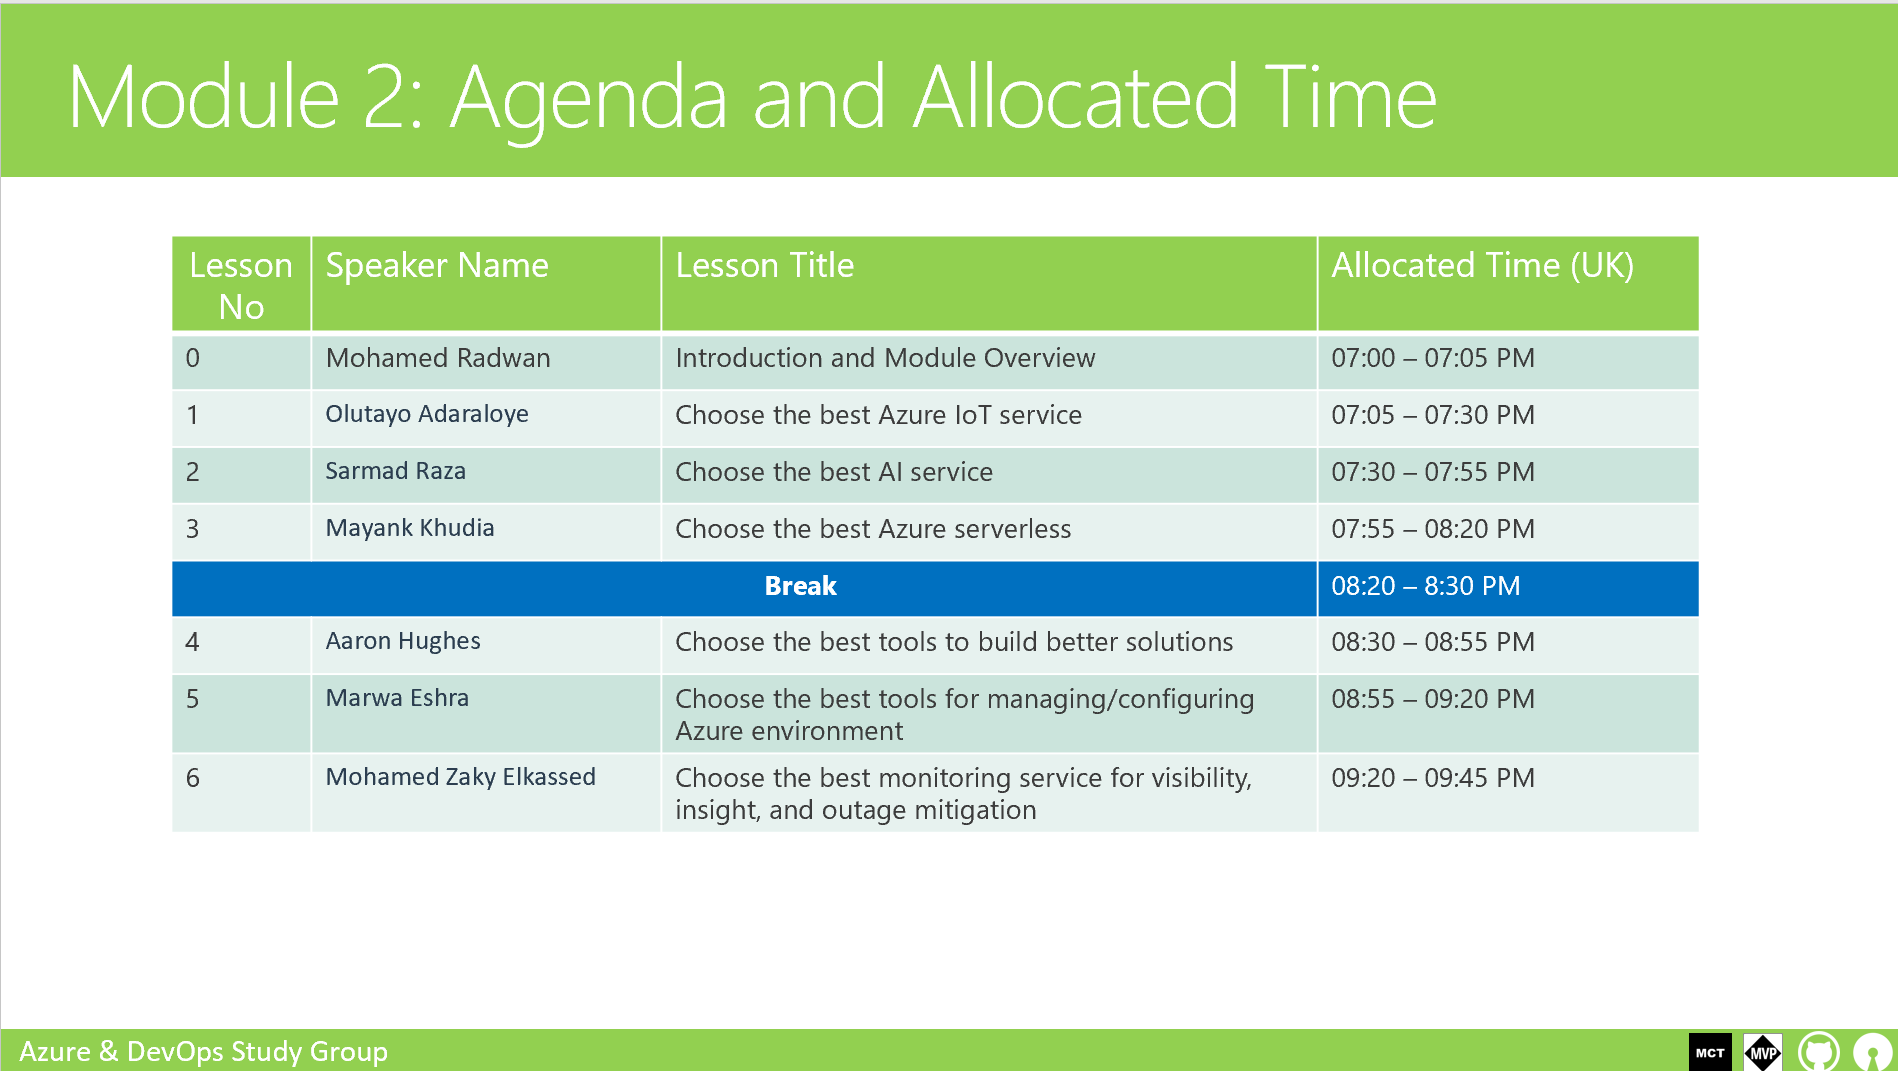 Module 2: Agenda and Allocated Time
Lesson No Speaker Name Lesson Title Allocated Time (UK)
0 Mohamed Radwan Introduction and Module Overview 07:00 – 07:05 PM
1 Olutayo Adaraloye Choose the best Azure IoT service 07:05 – 07:30 PM
2 Sarmad Raza Choose the best AI service 07:30 – 07:55 PM
3 Mayank Khudia Choose the best Azure serverless 07:55 – 08:20 PM
Break 08:20 – 8:30 PM
4 Aaron Hughes Choose the best tools to build better solutions 08:30 – 08:55 PM
5 Marwa Eshra Choose the best tools for managing/configuring Azure environment 08:55 – 09:20 PM
6 Mohamed Zaky Elkassed Choose the best monitoring service for visibility, insight, and outage mitigation 09:20 – 09:45 PM
Azure & DevOps Study Group
MCT MVP